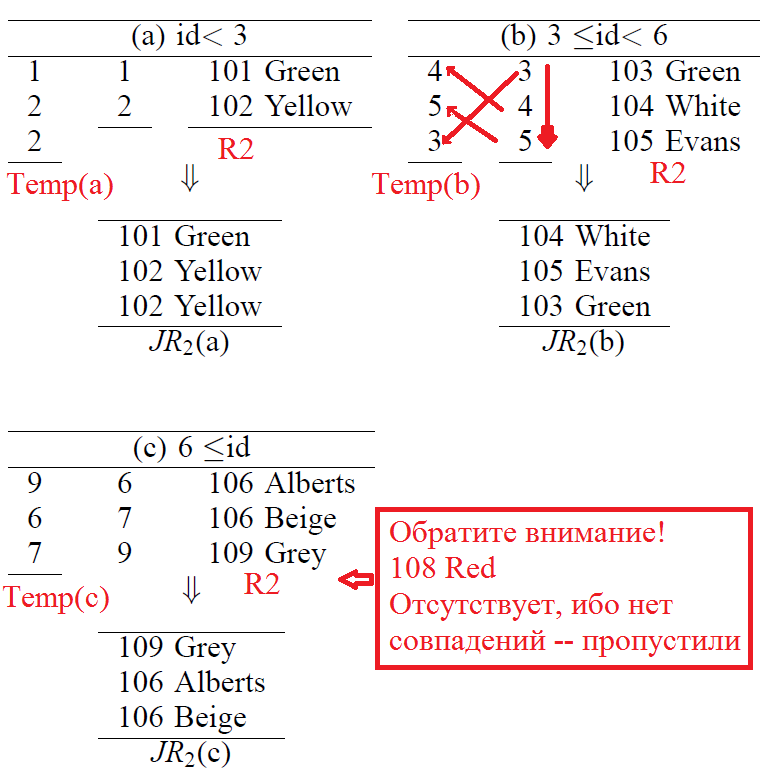 (a) id< 3
1 1 101 Green
2 2 102 Yellow
2
R2
Temp(a)
⇓
101 Green
102 Yellow
102 Yellow
JR₂(a)
(b) 3 ≤id< 6
4 3 103 Green
5 4 104 White
3 5 105 Evans
R2
Temp(b)
⇓
104 White
105 Evans
103 Green
JR₂(b)
(c) 6 ≤id
9 6 106 Alberts
6 7 106 Beige
7 9 109 Grey
R2
Temp(c)
⇓
109 Grey
106 Alberts
106 Beige
JR₂(c)
Обратите внимание!
108 Red
Отсутствует, ибо нет
совпадений -- пропустили